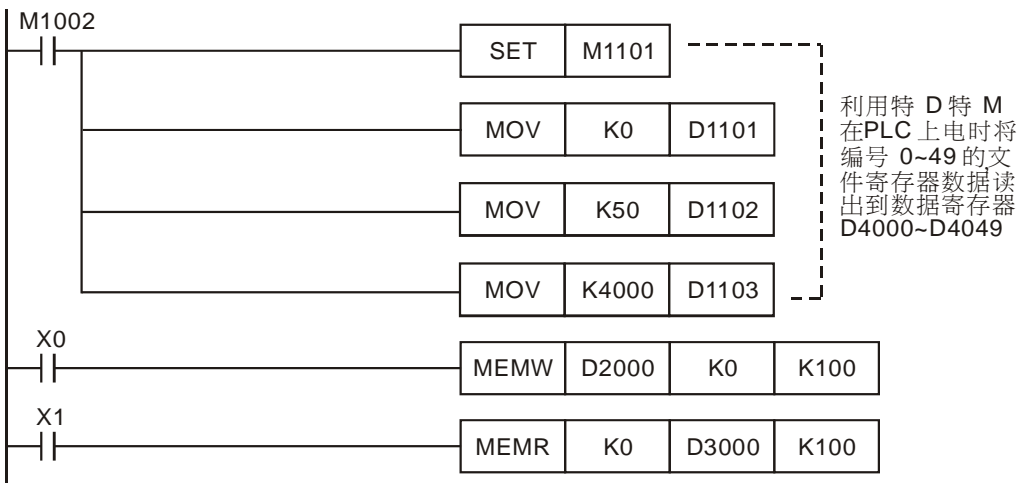 M1002
SET M1101
MOV K0 D1101
MOV K50 D1102
MOV K4000 D1103
利用特 D 特 M
在PLC 上电时将
编号 0~49 的文
件寄存器数据读
出到数据寄存器
D4000~D4049
X0
MEMW D2000 K0 K100
X1
MEMR K0 D3000 K100